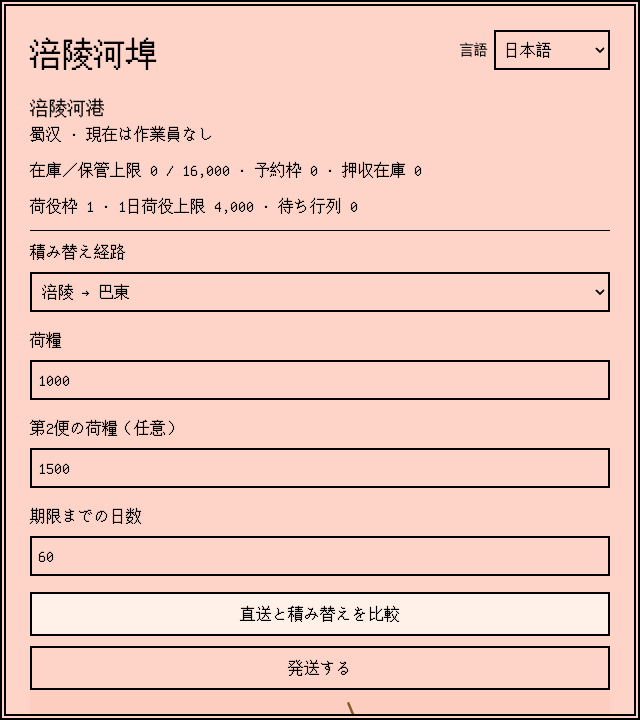 涪陵河埠
言語 日本語
涪陵河港
蜀汉 · 現在は作業員なし
在庫／保管上限 0 / 16,000 · 予約枠 0 · 押収在庫 0
荷役枠 1 · 1日荷役上限 4,000 · 待ち行列 0
積み替え経路
涪陵 → 巴東
荷糧
1000
第2便の荷糧（任意）
1500
期限までの日数
60
直送と積み替えを比較
発送する